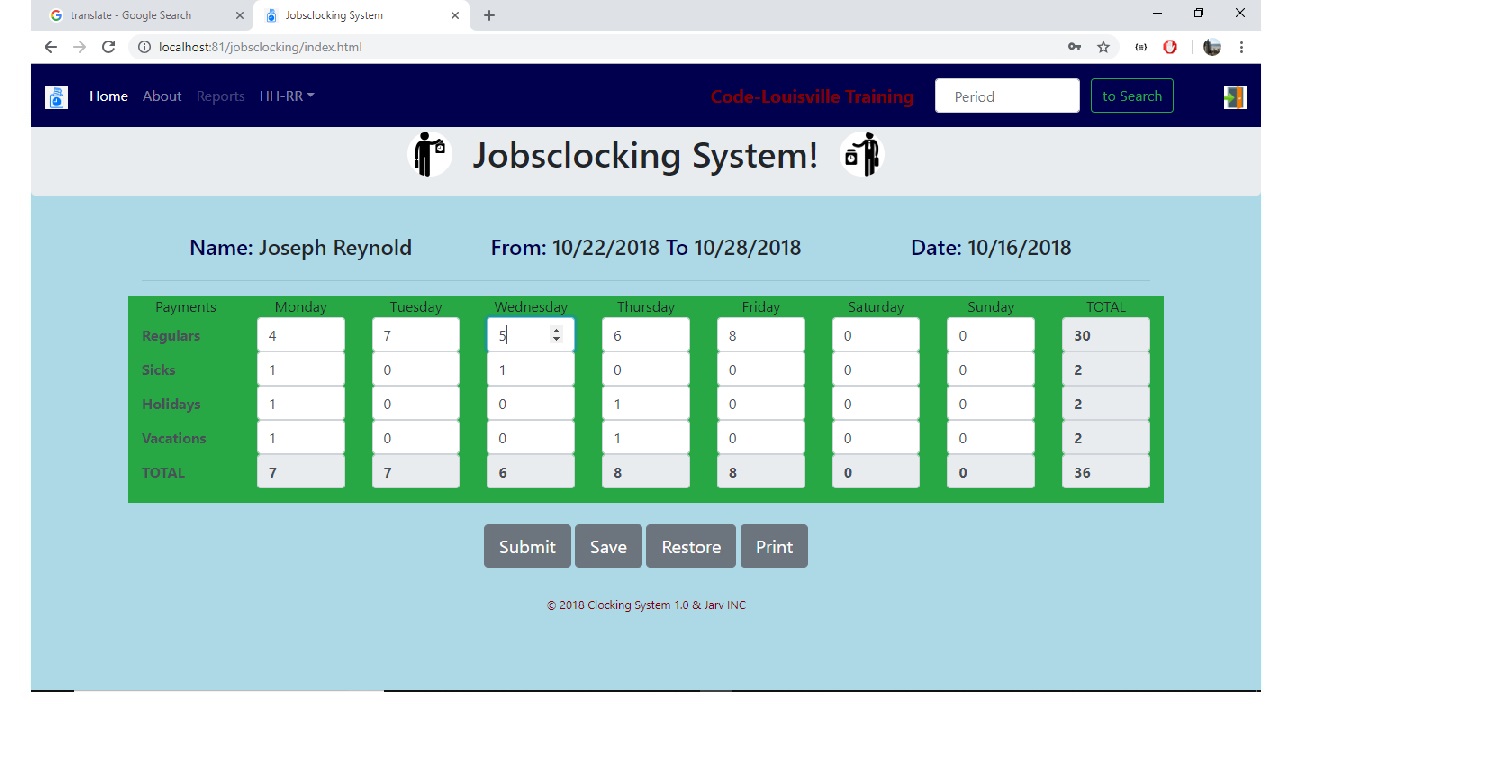 translate - Google Search Jobsclocking System
localhost:81/jobsclocking/index.html
Home About Reports HH-RR Code-Louisville Training Period to Search
Jobsclocking System!
Name: Joseph Reynold From: 10/22/2018 To 10/28/2018 Date: 10/16/2018
Payments Monday Tuesday Wednesday Thursday Friday Saturday Sunday TOTAL
Regulars 4 7 5 6 8 0 0 30
Sicks 1 0 1 0 0 0 0 2
Holidays 1 0 0 1 0 0 0 2
Vacations 1 0 0 1 0 0 0 2
TOTAL 7 7 6 8 8 0 0 36
Submit Save Restore Print
© 2018 Clocking System 1.0 & Jarv INC